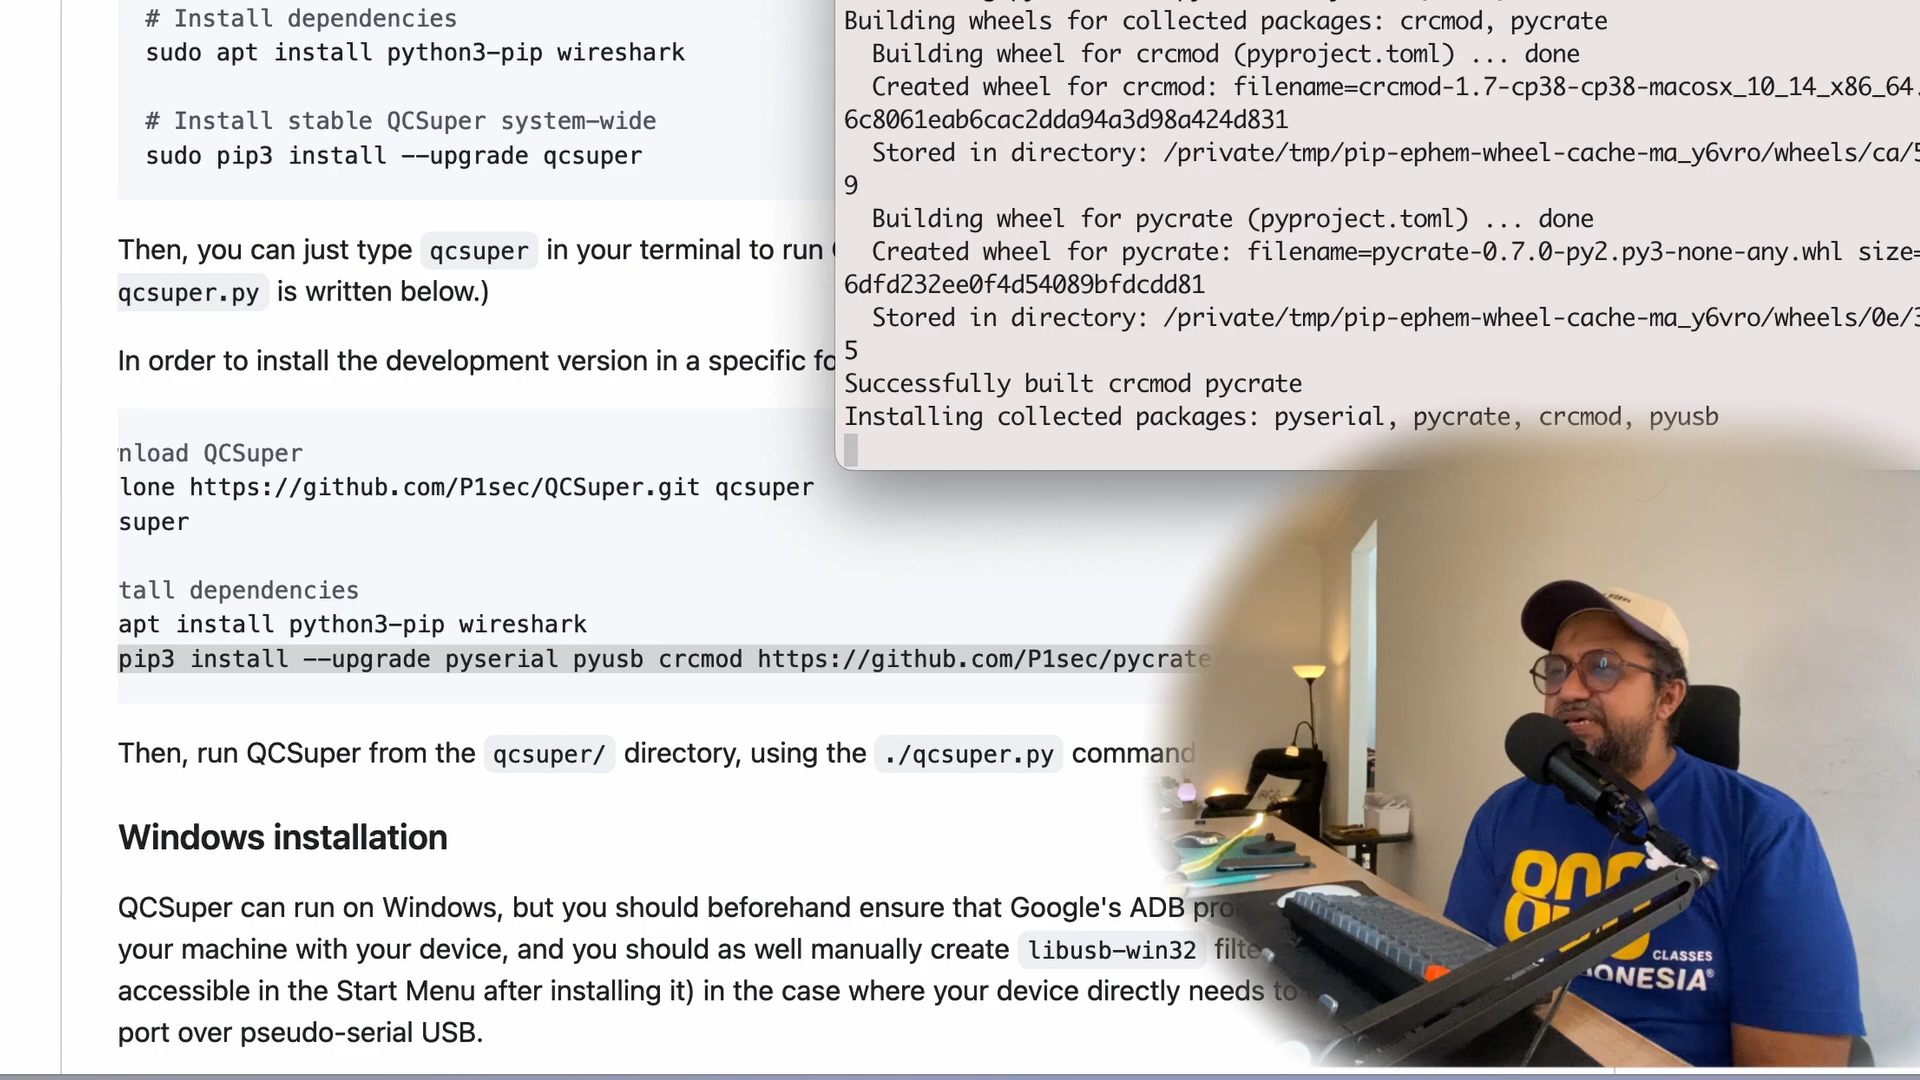 # Install dependencies
sudo apt install python3-pip wireshark
# Install stable QCSuper system-wide
sudo pip3 install --upgrade qcsuper
Then, you can just type qcsuper in your terminal to run
qcsuper.py is written below.)
In order to install the development version in a specific fo
nload QCSuper
lone https://github.com/P1sec/QCSuper.git qcsuper
super
tall dependencies
apt install python3-pip wireshark
pip3 install --upgrade pyserial pyusb crcmod https://github.com/P1sec/pycrate
Then, run QCSuper from the qcsuper/ directory, using the ./qcsuper.py command
Windows installation
QCSuper can run on Windows, but you should beforehand ensure that Google's ADB pro
your machine with your device, and you should as well manually create libusb-win32 filte
accessible in the Start Menu after installing it) in the case where your device directly needs to
port over pseudo-serial USB.
Building wheels for collected packages: crcmod, pycrate
Building wheel for crcmod (pyproject.toml) ... done
Created wheel for crcmod: filename=crcmod-1.7-cp38-cp38-macosx_10_14_x86_64.
6c8061eab6cac2dda94a3d98a424d831
Stored in directory: /private/tmp/pip-ephem-wheel-cache-ma_y6vro/wheels/ca/5
9
Building wheel for pycrate (pyproject.toml) ... done
Created wheel for pycrate: filename=pycrate-0.7.0-py2.py3-none-any.whl size=
6dfd232ee0f4d54089bfdcdd81
Stored in directory: /private/tmp/pip-ephem-wheel-cache-ma_y6vro/wheels/0e/3
5
Successfully built crcmod pycrate
Installing collected packages: pyserial, pycrate, crcmod, pyusb
CLASSES
ONESIA®